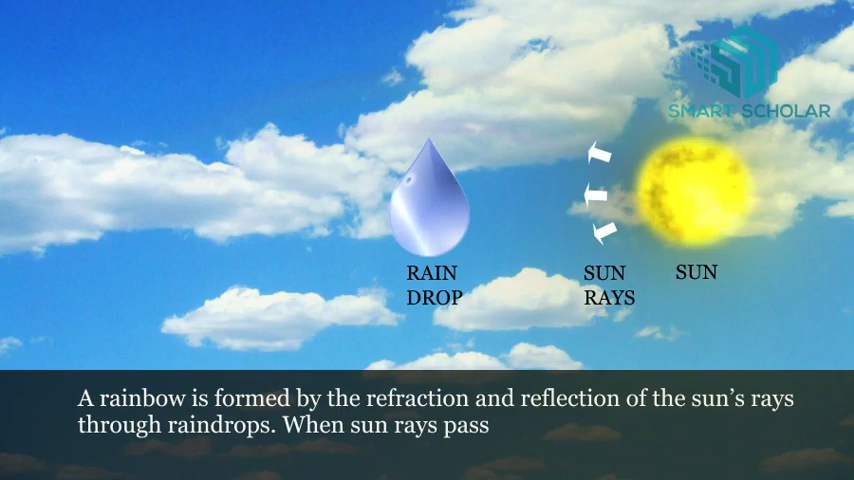 SMART SCHOLAR
RAIN
DROP
SUN
RAYS
SUN
A rainbow is formed by the refraction and reflection of the sun’s rays
through raindrops. When sun rays pass